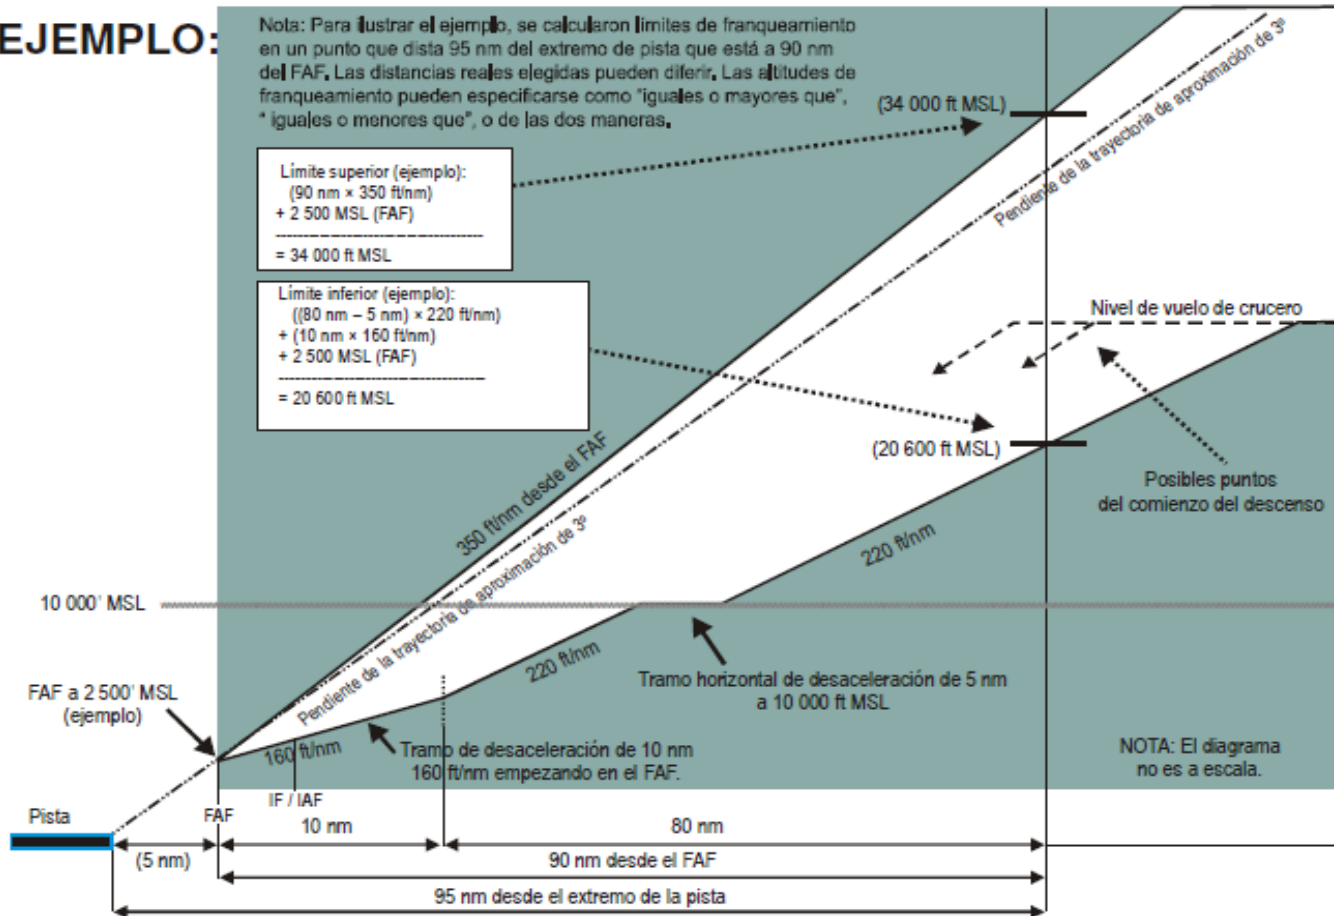 EJEMPLO:
Nota: Para ilustrar el ejemplo, se calcularon límites de franqueamiento
en un punto que dista 95 nm del extremo de pista que está a 90 nm
del FAF. Las distancias reales elegidas pueden diferir. Las altitudes de
franqueamiento pueden especificarse como "iguales o mayores que",
" iguales o menores que", o de las dos maneras.
(34 000 ft MSL)
Límite superior (ejemplo):
(90 nm × 350 ft/nm)
+ 2 500 MSL (FAF)
= 34 000 ft MSL
Límite inferior (ejemplo):
((80 nm – 5 nm) × 220 ft/nm)
+ (10 nm × 160 ft/nm)
+ 2 500 MSL (FAF)
= 20 600 ft MSL
Pendiente de la trayectoria de aproximación de 3º
Nivel de vuelo de crucero
(20 600 ft MSL)
Posibles puntos
del comienzo del descenso
350 ft/nm desde el FAF
220 ft/nm
10 000' MSL
Pendiente de la trayectoria de aproximación de 3º
220 ft/nm
Tramo horizontal de desaceleración de 5 nm
a 10 000 ft MSL
FAF a 2 500' MSL
(ejemplo)
160 ft/nm
Tramo de desaceleración de 10 nm
160 ft/nm empezando en el FAF.
NOTA: El diagrama
no es a escala.
IF / IAF
Pista
FAF
10 nm
80 nm
(5 nm)
90 nm desde el FAF
95 nm desde el extremo de la pista